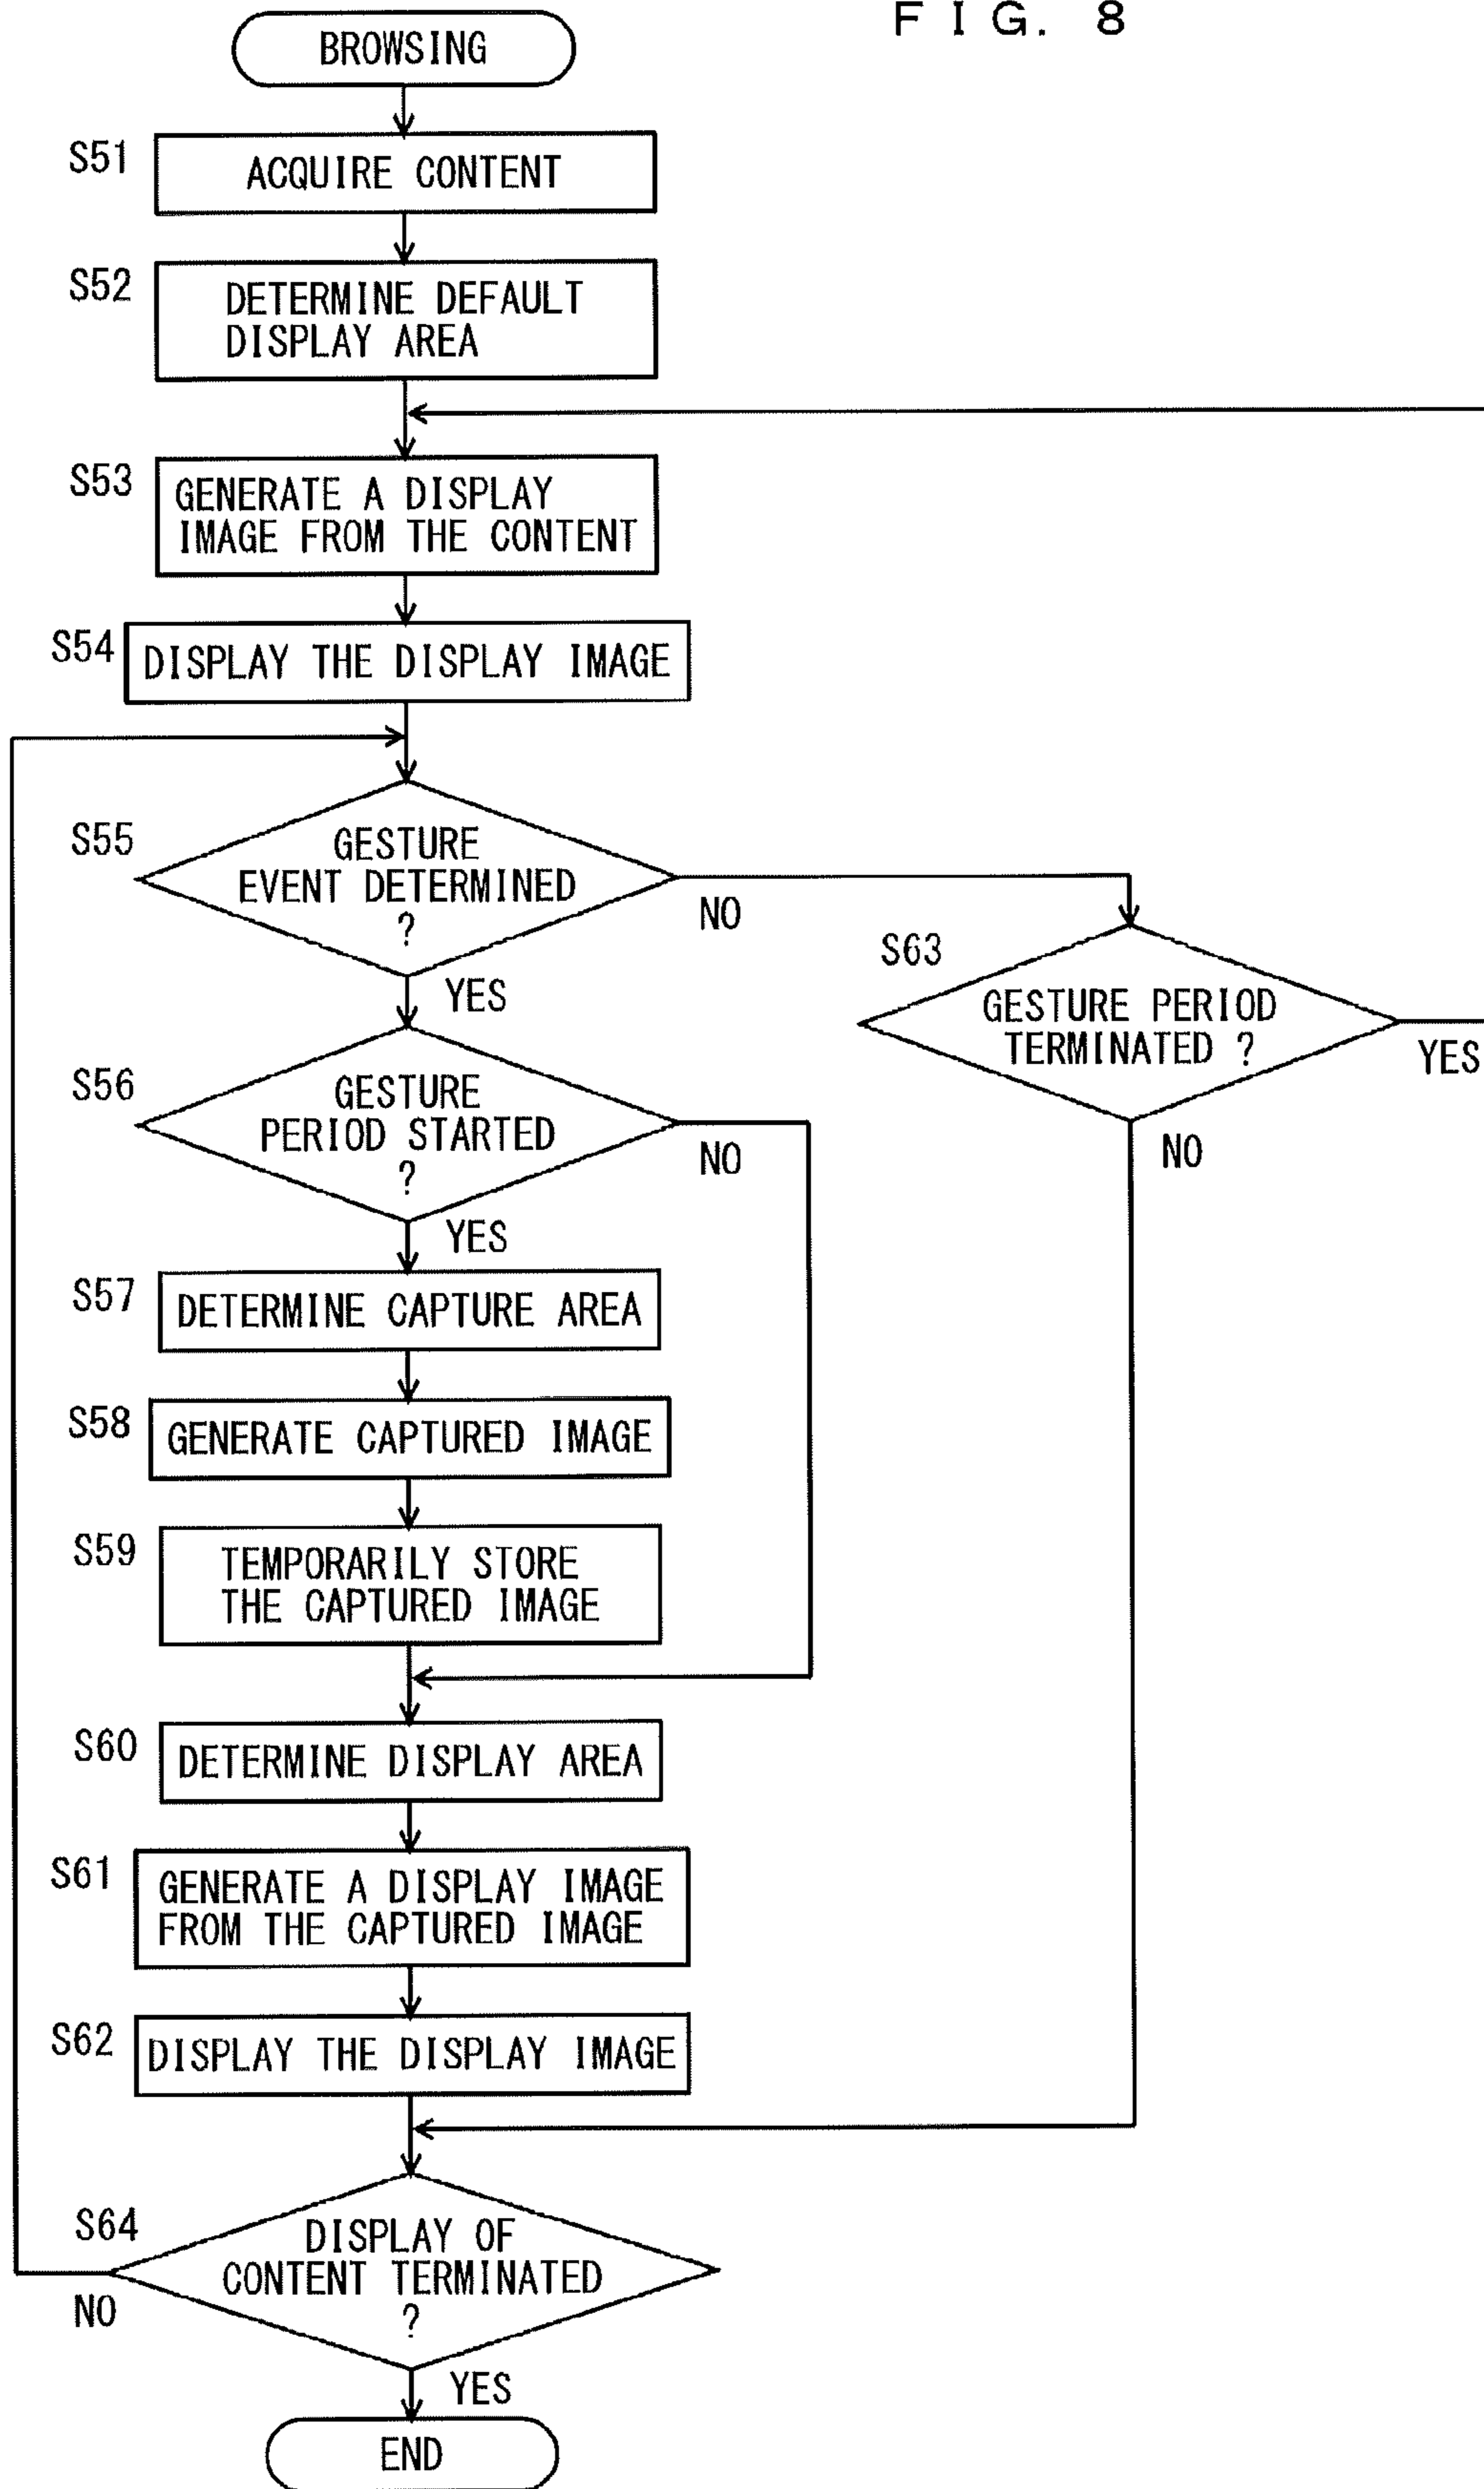 FIG. 8
BROWSING
S51
ACQUIRE CONTENT
S52
DETERMINE DEFAULT
DISPLAY AREA
S53
GENERATE A DISPLAY
IMAGE FROM THE CONTENT
S54
DISPLAY THE DISPLAY IMAGE
S55
GESTURE
EVENT DETERMINED
?
NO
YES
S63
GESTURE PERIOD
TERMINATED ?
YES
NO
S56
GESTURE
PERIOD STARTED
?
NO
YES
S57
DETERMINE CAPTURE AREA
S58
GENERATE CAPTURED IMAGE
S59
TEMPORARILY STORE
THE CAPTURED IMAGE
S60
DETERMINE DISPLAY AREA
S61
GENERATE A DISPLAY IMAGE
FROM THE CAPTURED IMAGE
S62
DISPLAY THE DISPLAY IMAGE
S64
DISPLAY OF
CONTENT TERMINATED
?
NO
YES
END